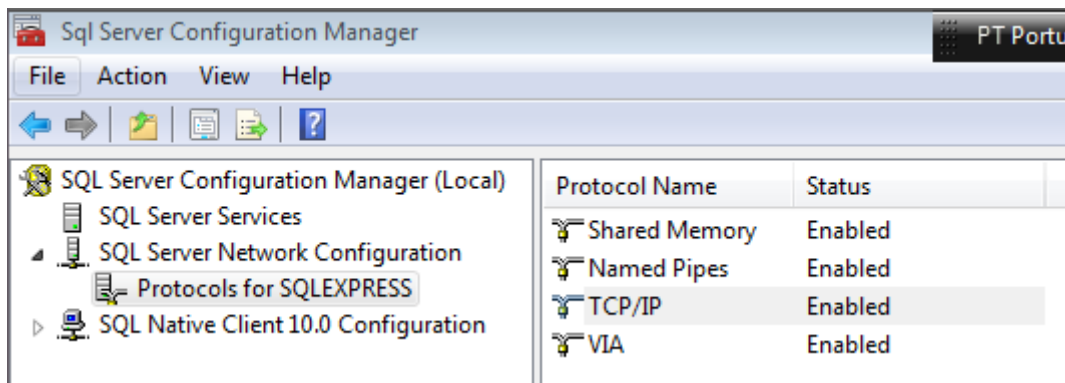 Sql Server Configuration Manager
PT Portu
File Action View Help
SQL Server Configuration Manager (Local)
SQL Server Services
SQL Server Network Configuration
Protocols for SQLEXPRESS
SQL Native Client 10.0 Configuration
Protocol Name Status
Shared Memory Enabled
Named Pipes Enabled
TCP/IP Enabled
VIA Enabled